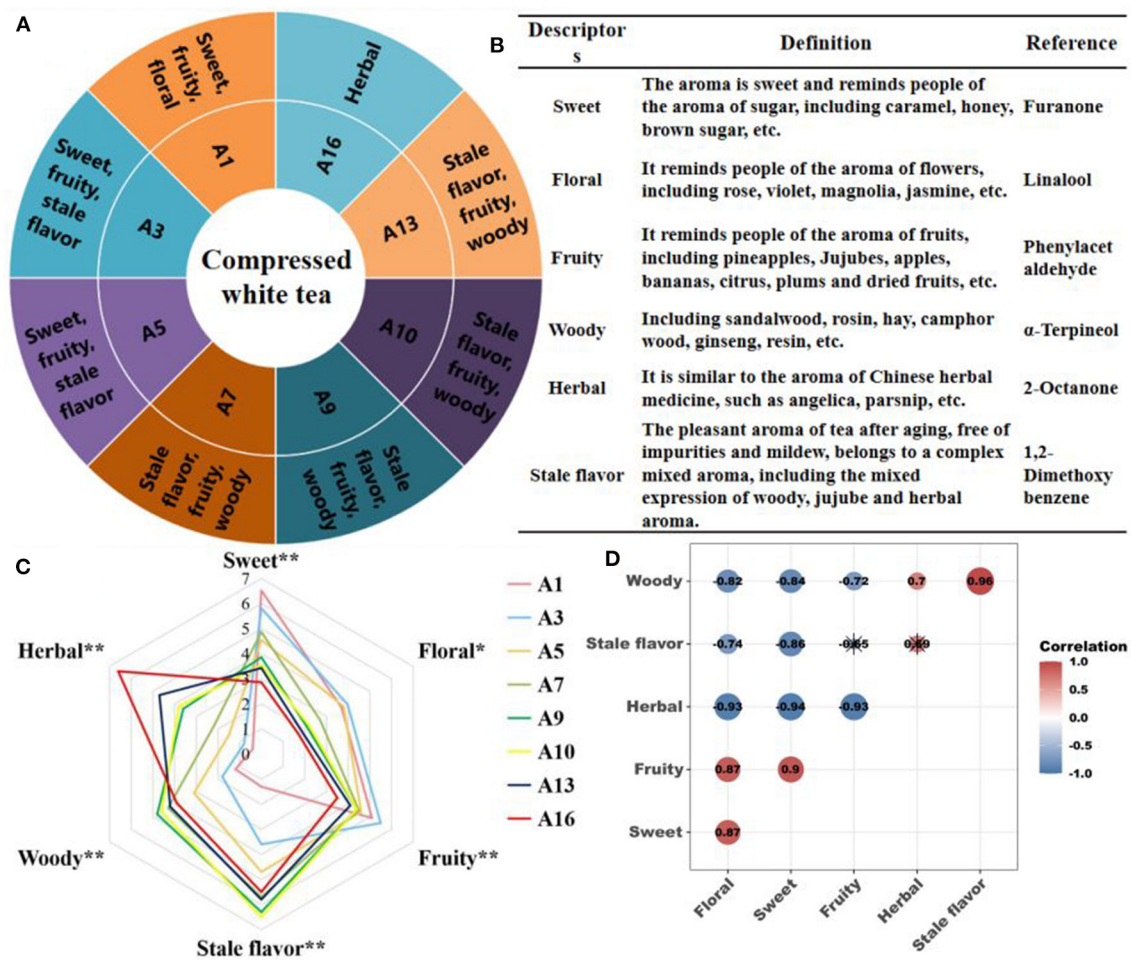 A
Sweet,
fruity,
floral
A1
Herbal
A16
Stale
flavor,
fruity,
woody
A13
Stale
flavor,
fruity,
woody
A10
Stale
flavor,
fruity,
woody
A9
Stale
flavor,
fruity,
woody
A7
Sweet,
fruity,
stale
flavor
A5
Sweet,
fruity,
stale
flavor
A3
Compressed
white tea
B
Descriptor
s
Definition
Reference
Sweet
The aroma is sweet and reminds people of
the aroma of sugar, including caramel, honey,
brown sugar, etc.
Furanone
Floral
It reminds people of the aroma of flowers,
including rose, violet, magnolia, jasmine, etc.
Linalool
Fruity
It reminds people of the aroma of fruits,
including pineapples, Jujubes, apples,
bananas, citrus, plums and dried fruits, etc.
Phenylacet
aldehyde
Woody
Including sandalwood, rosin, hay, camphor
wood, ginseng, resin, etc.
α-Terpineol
Herbal
It is similar to the aroma of Chinese herbal
medicine, such as angelica, parsnip, etc.
2-Octanone
Stale flavor
The pleasant aroma of tea after aging, free of
impurities and mildew, belongs to a complex
mixed aroma, including the mixed
expression of woody, jujube and herbal
aroma.
1,2-
Dimethoxy
benzene
C
Sweet**
Floral*
Fruity**
Stale flavor**
Woody**
Herbal**
7
6
5
4
3
2
1
0
A1
A3
A5
A7
A9
A10
A13
A16
D
Woody -0.82 -0.84 -0.72 0.7 0.96
Stale flavor -0.74 -0.86 -0.65 0.69
Herbal -0.93 -0.94 -0.93
Fruity 0.87 0.9
Sweet 0.87
Floral Sweet Fruity Herbal Stale flavor
Correlation
1.0
0.5
0.0
-0.5
-1.0